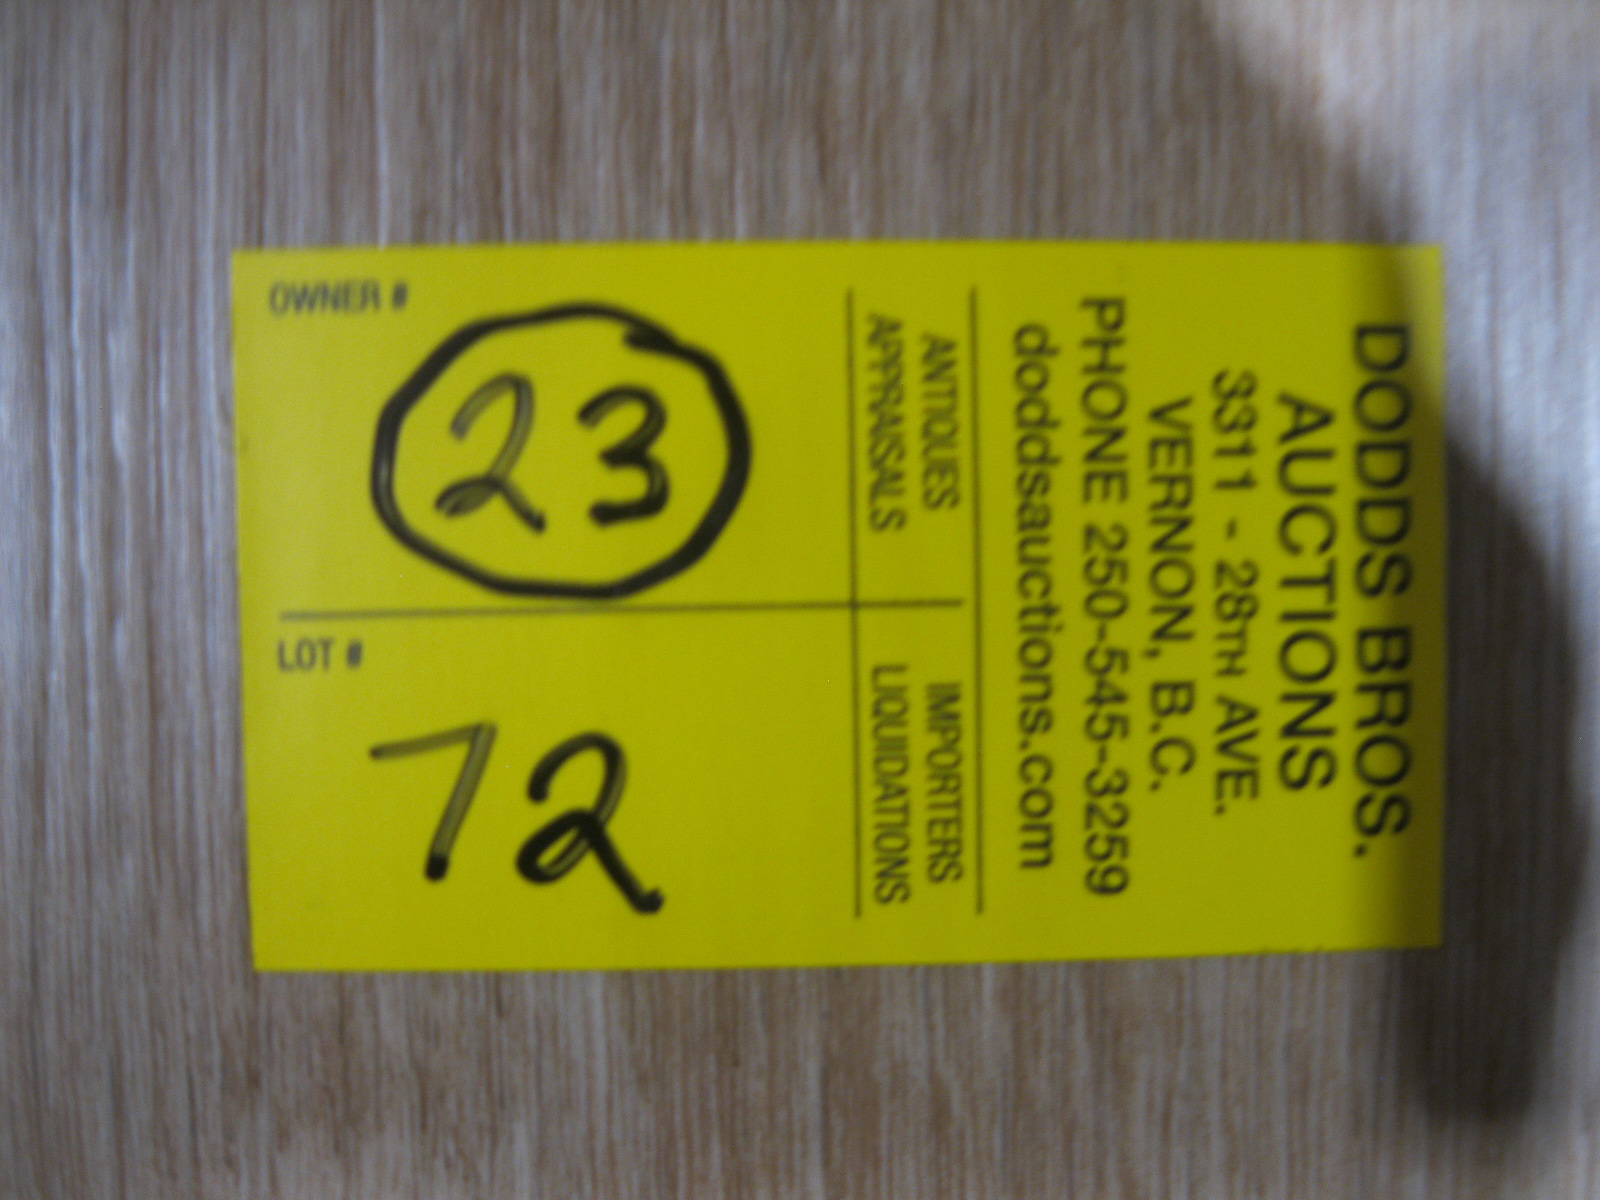 DODDS BROS.
AUCTIONS
3311 - 28TH AVE.
VERNON, B.C.
PHONE 250-545-3259
doddsauctions.com
ANTIQUES
APPRAISALS
IMPORTERS
LIQUIDATIONS
OWNER #
23
LOT #
72